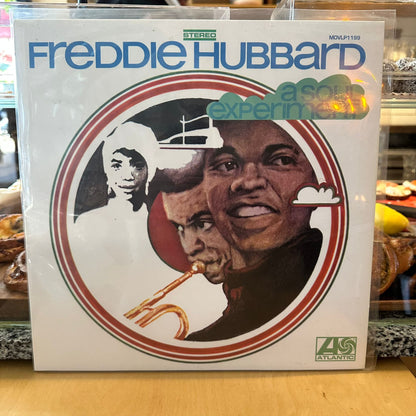 STEREO
MOVLP1199
FREDDIE HUBBARD
a soul
experiment
ATLANTIC